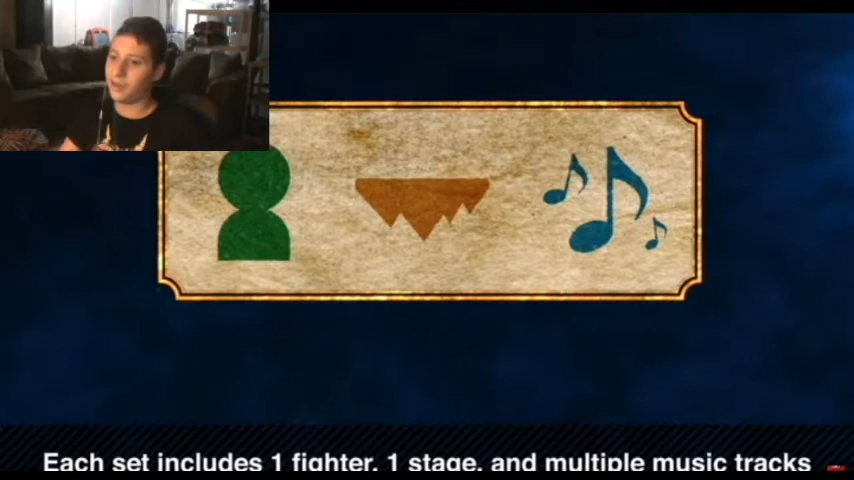 Each set includes 1 fighter, 1 stage, and multiple music tracks